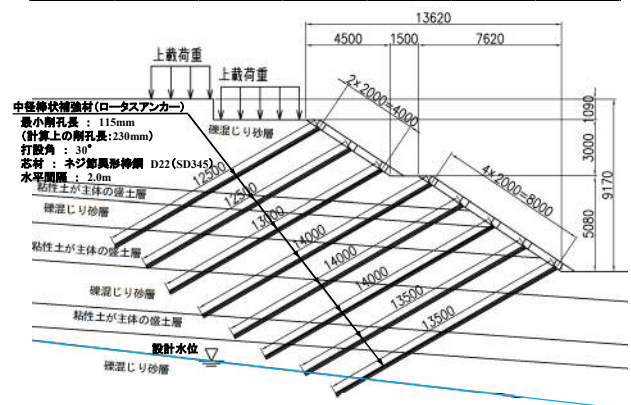 13620
4500
1500
7620
上載荷重
上載荷重
2×2000=4000
1090
3000
9170
5080
中径棒状補強材(ロータスアンカー)
最小削孔長 : 115mm
(計算上の削孔長:230mm)
打設角 : 30°
芯材 : ネジ節異形棒鋼 D22(SD345)
水平間隔 : 2.0m
礫混じり砂層
4×2000=8000
粘性土が主体の盛土層
礫混じり砂層
粘性土が主体の盛土層
礫混じり砂層
粘性土が主体の盛土層
設計水位
礫混じり砂層
12500
12500
13000
14000
14000
14000
13500
13500